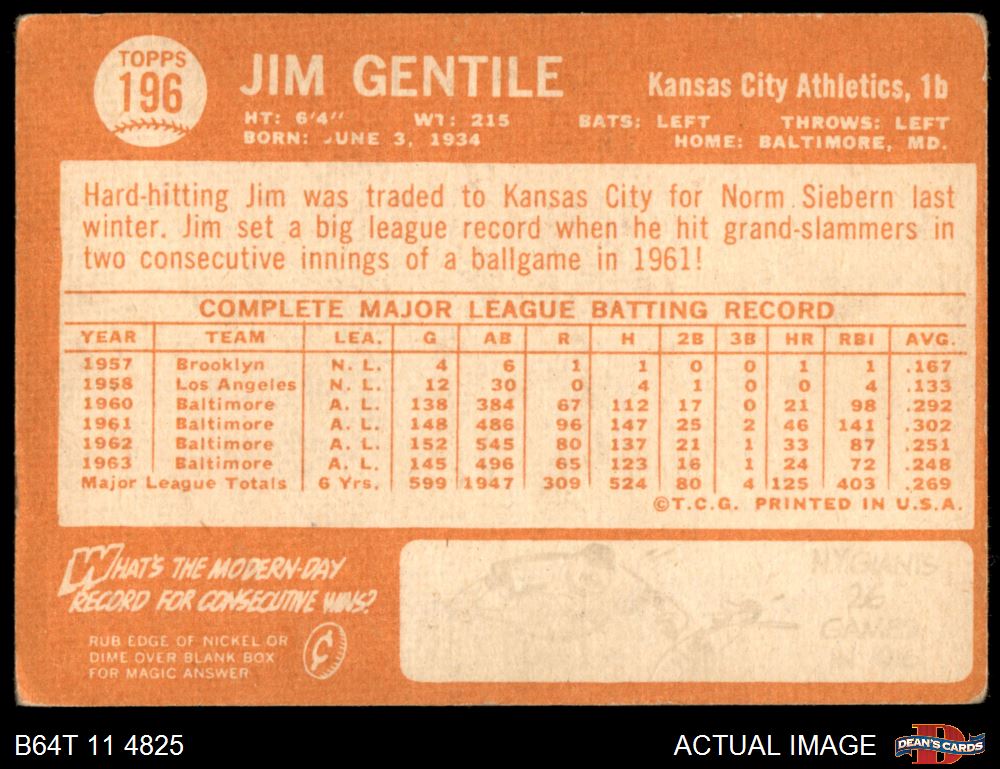 TOPPS
196
JIM GENTILE
Kansas City Athletics, 1b
HT: 6'4" WT: 215 BATS: LEFT THROWS: LEFT
BORN: JUNE 3, 1934 HOME: BALTIMORE, MD.
Hard-hitting Jim was traded to Kansas City for Norm Siebern last
winter. Jim set a big league record when he hit grand-slammers in
two consecutive innings of a ballgame in 1961!
COMPLETE MAJOR LEAGUE BATTING RECORD
YEAR TEAM LEA. G AB R H 2B 3B HR RBI AVG.
1957 Brooklyn N. L. 4 6 1 1 0 0 1 1 .167
1958 Los Angeles N. L. 12 30 0 4 1 0 0 4 .133
1960 Baltimore A. L. 138 384 67 112 17 0 21 98 .292
1961 Baltimore A. L. 148 486 96 147 25 2 46 141 .302
1962 Baltimore A. L. 152 545 80 137 21 1 33 87 .251
1963 Baltimore A. L. 145 496 65 123 16 1 24 72 .248
Major League Totals 6 Yrs. 599 1947 309 524 80 4 125 403 .269
©T.C.G. PRINTED IN U.S.A.
WHAT'S THE MODERN-DAY
RECORD FOR CONSECUTIVE WINS?
RUB EDGE OF NICKEL OR
DIME OVER BLANK BOX
FOR MAGIC ANSWER
¢
NY GIANTS
26
GAMES
B64T 11 4825
ACTUAL IMAGE
D
DEAN'S CARDS